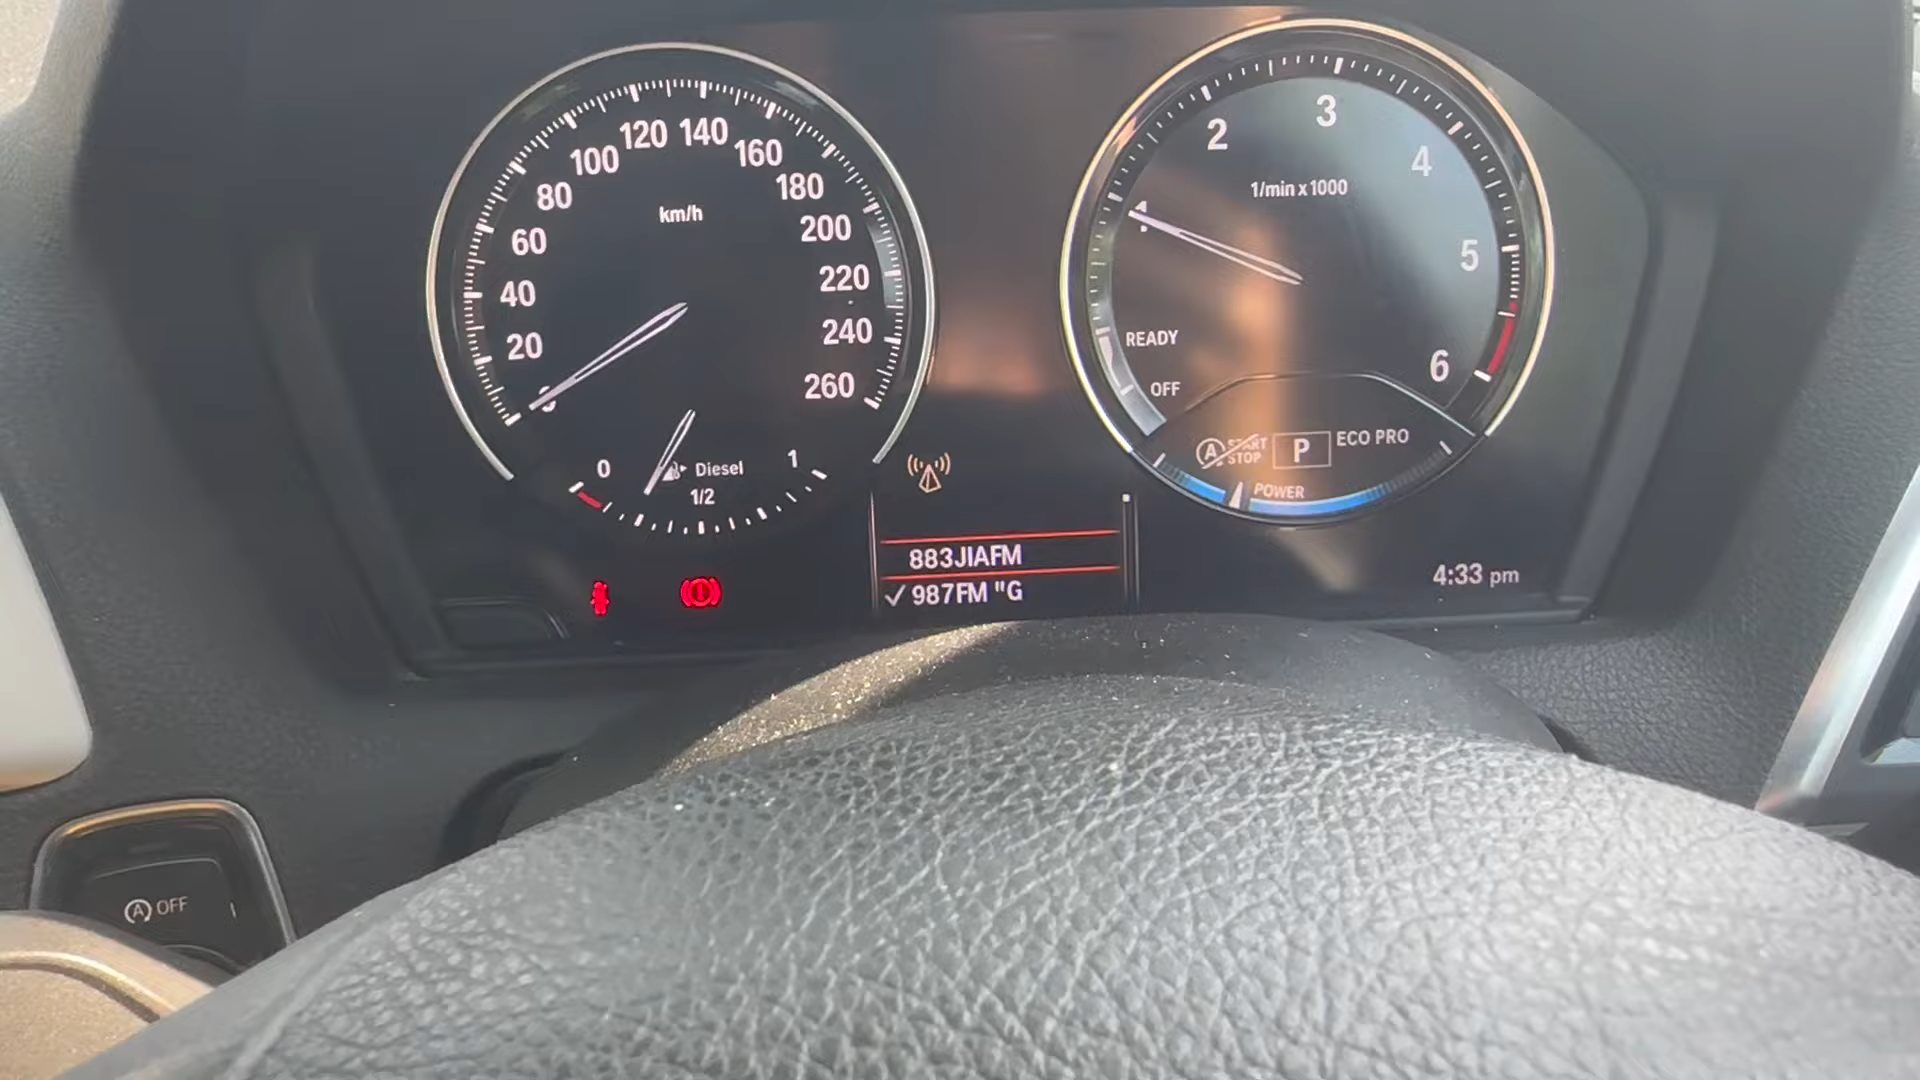 120 140
100 160
80 180
km/h
60 200
40 220
20 240
0 260
0 Diesel 1
1/2
3
2 4
1/min x 1000
1
5
READY
6
OFF
START
STOP
P
ECO PRO
POWER
883JIAFM
✓ 987FM "G
4:33 pm
A OFF